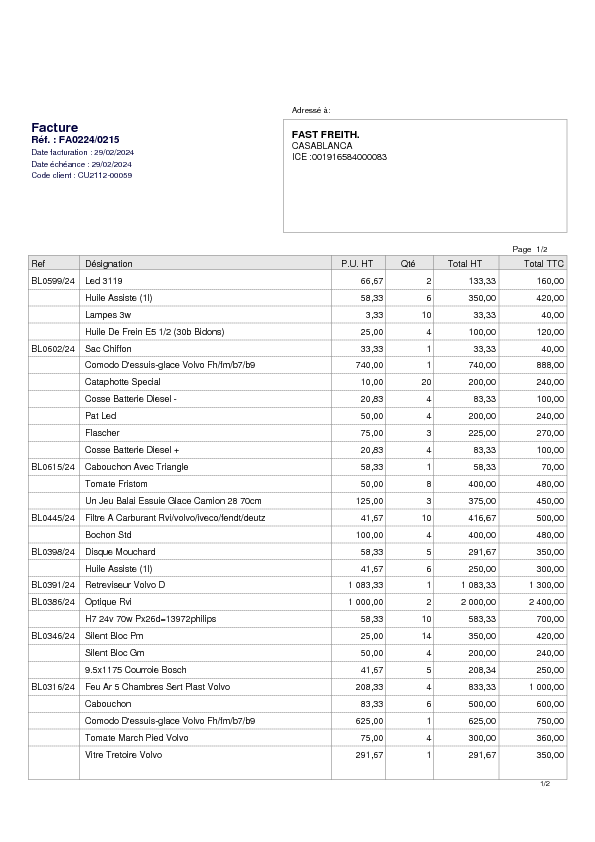 Adressé à:
Facture
Réf. : FA0224/0215
Date facturation : 29/02/2024
Date échéance : 29/02/2024
Code client : CU2112-00059
FAST FREITH.
CASABLANCA
ICE :001916584000083
Page 1/2
Ref Désignation P.U. HT Qté Total HT Total TTC
BL0599/24 Led 3119 66,67 2 133,33 160,00
Huile Assiste (1l) 58,33 6 350,00 420,00
Lampes 3w 3,33 10 33,33 40,00
Huile De Frein E5 1/2 (30b Bidons) 25,00 4 100,00 120,00
BL0602/24 Sac Chiffon 33,33 1 33,33 40,00
Comodo D'essuis-glace Volvo Fh/fm/b7/b9 740,00 1 740,00 888,00
Cataphotte Special 10,00 20 200,00 240,00
Cosse Batterie Diesel - 20,83 4 83,33 100,00
Pat Led 50,00 4 200,00 240,00
Flascher 75,00 3 225,00 270,00
Cosse Batterie Diesel + 20,83 4 83,33 100,00
BL0615/24 Cabouchon Avec Triangle 58,33 1 58,33 70,00
Tomate Fristom 50,00 8 400,00 480,00
Un Jeu Balai Essuie Glace Camion 28 70cm 125,00 3 375,00 450,00
BL0445/24 Filtre A Carburant Rvi/volvo/iveco/fendt/deutz 41,67 10 416,67 500,00
Bochon Std 100,00 4 400,00 480,00
BL0398/24 Disque Mouchard 58,33 5 291,67 350,00
Huile Assiste (1l) 41,67 6 250,00 300,00
BL0391/24 Retreviseur Volvo D 1 083,33 1 1 083,33 1 300,00
BL0386/24 Optique Rvi 1 000,00 2 2 000,00 2 400,00
H7 24v 70w Px26d=13972philips 58,33 10 583,33 700,00
BL0346/24 Silent Bloc Pm 25,00 14 350,00 420,00
Silent Bloc Gm 50,00 4 200,00 240,00
9.5x1175 Courroie Bosch 41,67 5 208,34 250,00
BL0316/24 Feu Ar 5 Chambres Sert Plast Volvo 208,33 4 833,33 1 000,00
Cabouchon 83,33 6 500,00 600,00
Comodo D'essuis-glace Volvo Fh/fm/b7/b9 625,00 1 625,00 750,00
Tomate March Pied Volvo 75,00 4 300,00 360,00
Vitre Tretoire Volvo 291,67 1 291,67 350,00
1/2